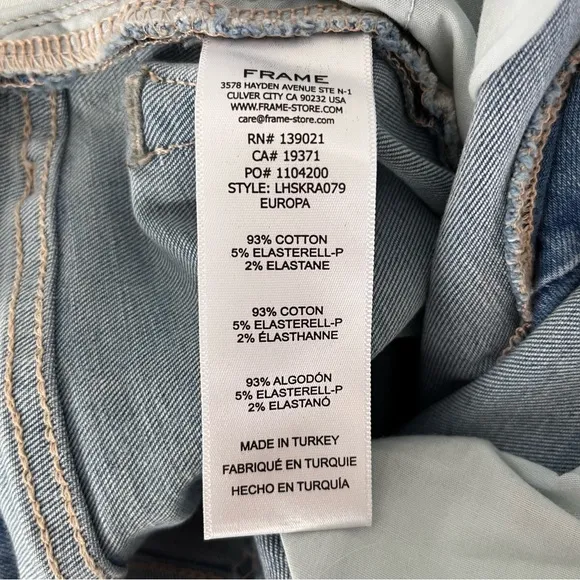 FRAME
3578 HAYDEN AVENUE STE N-1
CULVER CITY CA 90232 USA
WWW.FRAME-STORE.COM
care@frame-store.com
RN# 139021
CA# 19371
PO# 1104200
STYLE: LHSKRA079
EUROPA
93% COTTON
5% ELASTERELL-P
2% ELASTANE
93% COTON
5% ELASTERELL-P
2% ÉLASTHANNE
93% ALGODÓN
5% ELASTERELL-P
2% ELASTANÓ
MADE IN TURKEY
FABRIQUÉ EN TURQUIE
HECHO EN TURQUÍA